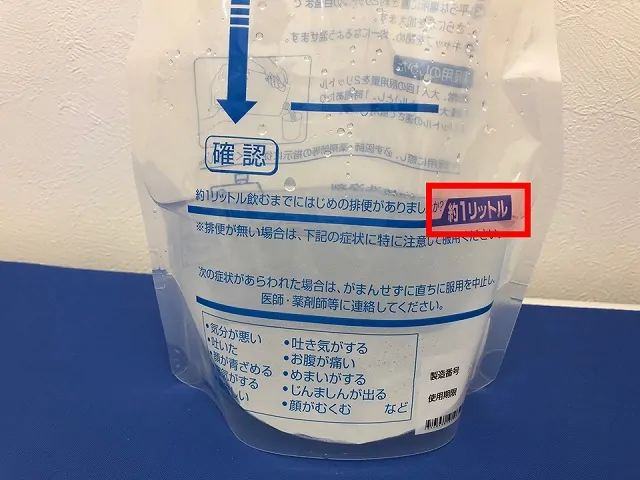 確認
約1リットル飲むまでにはじめの排便がありましたか?
約1リットル
※排便が無い場合は、下記の症状に特に注意して服用ください。
次の症状があらわれた場合は、がまんせずに直ちに服用を中止し、
医師・薬剤師等に連絡してください。
・気分が悪い
・吐いた
・顔が青ざめる
・吐き気がする
・お腹が痛い
・めまいがする
・じんましんが出る
・顔がむくむ
など
製造番号
使用期限